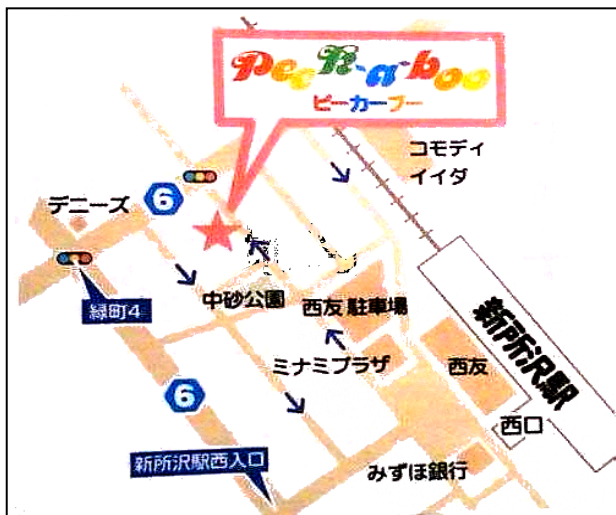 Peek-a-boo
ピーカーブー
コモディ
イイダ
デニーズ
6
緑町4
中砂公園
西友 駐車場
新所沢駅
ミナミプラザ
西友
6
西口
新所沢駅西入口
みずほ銀行